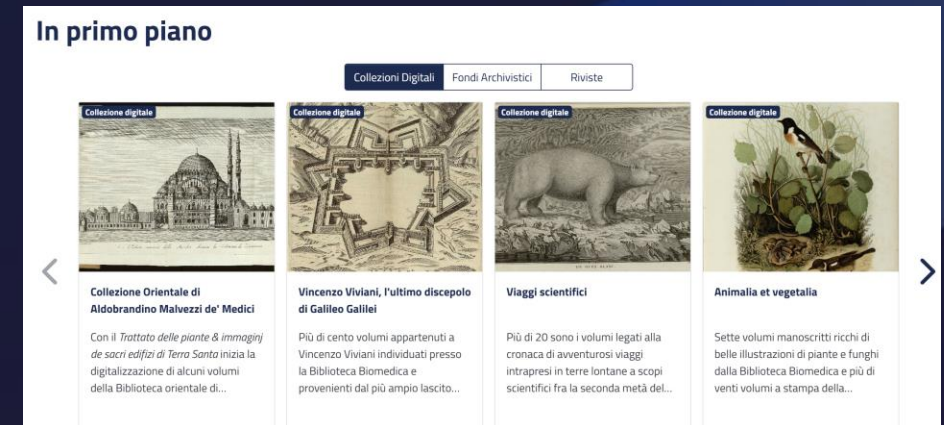 In primo piano
Collezioni Digitali
Fondi Archivistici
Riviste
Collezione digitale
Collezione Orientale di
Aldobrandino Malvezzi de' Medici
Con il Trattato delle piante & immaginj
de sacri edifizi di Terra Santa inizia la
digitalizzazione di alcuni volumi
della Biblioteca orientale di...
Collezione digitale
Vincenzo Viviani, l'ultimo discepolo
di Galileo Galilei
Più di cento volumi appartenuti a
Vincenzo Viviani individuati presso
la Biblioteca Biomedica e
provenienti dal più ampio lascito...
Collezione digitale
Viaggi scientifici
Più di 20 sono i volumi legati alla
cronaca di avventurosi viaggi
intrapresi in terre lontane a scopi
scientifici fra la seconda metà del...
Collezione digitale
Animalia et vegetalia
Sette volumi manoscritti ricchi di
belle illustrazioni di piante e funghi
dalla Biblioteca Biomedica e più di
venti volumi a stampa della...